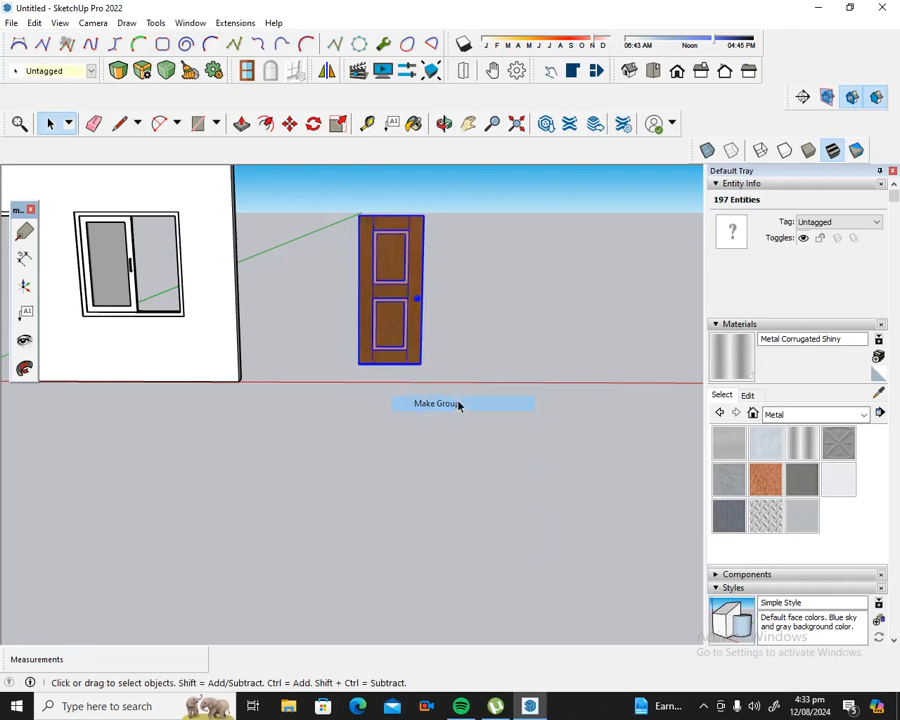 Untitled - SketchUp Pro 2022
File Edit View Camera Draw Tools Window Extensions Help
J F M A M J J A S O N D
06:43 AM Noon 04:45 PM
Untagged
Default Tray
Entity Info
197 Entities
Tag: Untagged
Toggles:
m...
Materials
Metal Corrugated Shiny
Select Edit
Metal
Make Group
Components
Styles
Simple Style
Default face colors. Blue sky
and gray background color.
Activate Windows
Go to Settings to activate Windows.
Measurements
Click or drag to select objects. Shift = Add/Subtract. Ctrl = Add. Shift + Ctrl = Subtract.
Type here to search
Earn...
4:33 pm
12/08/2024
5